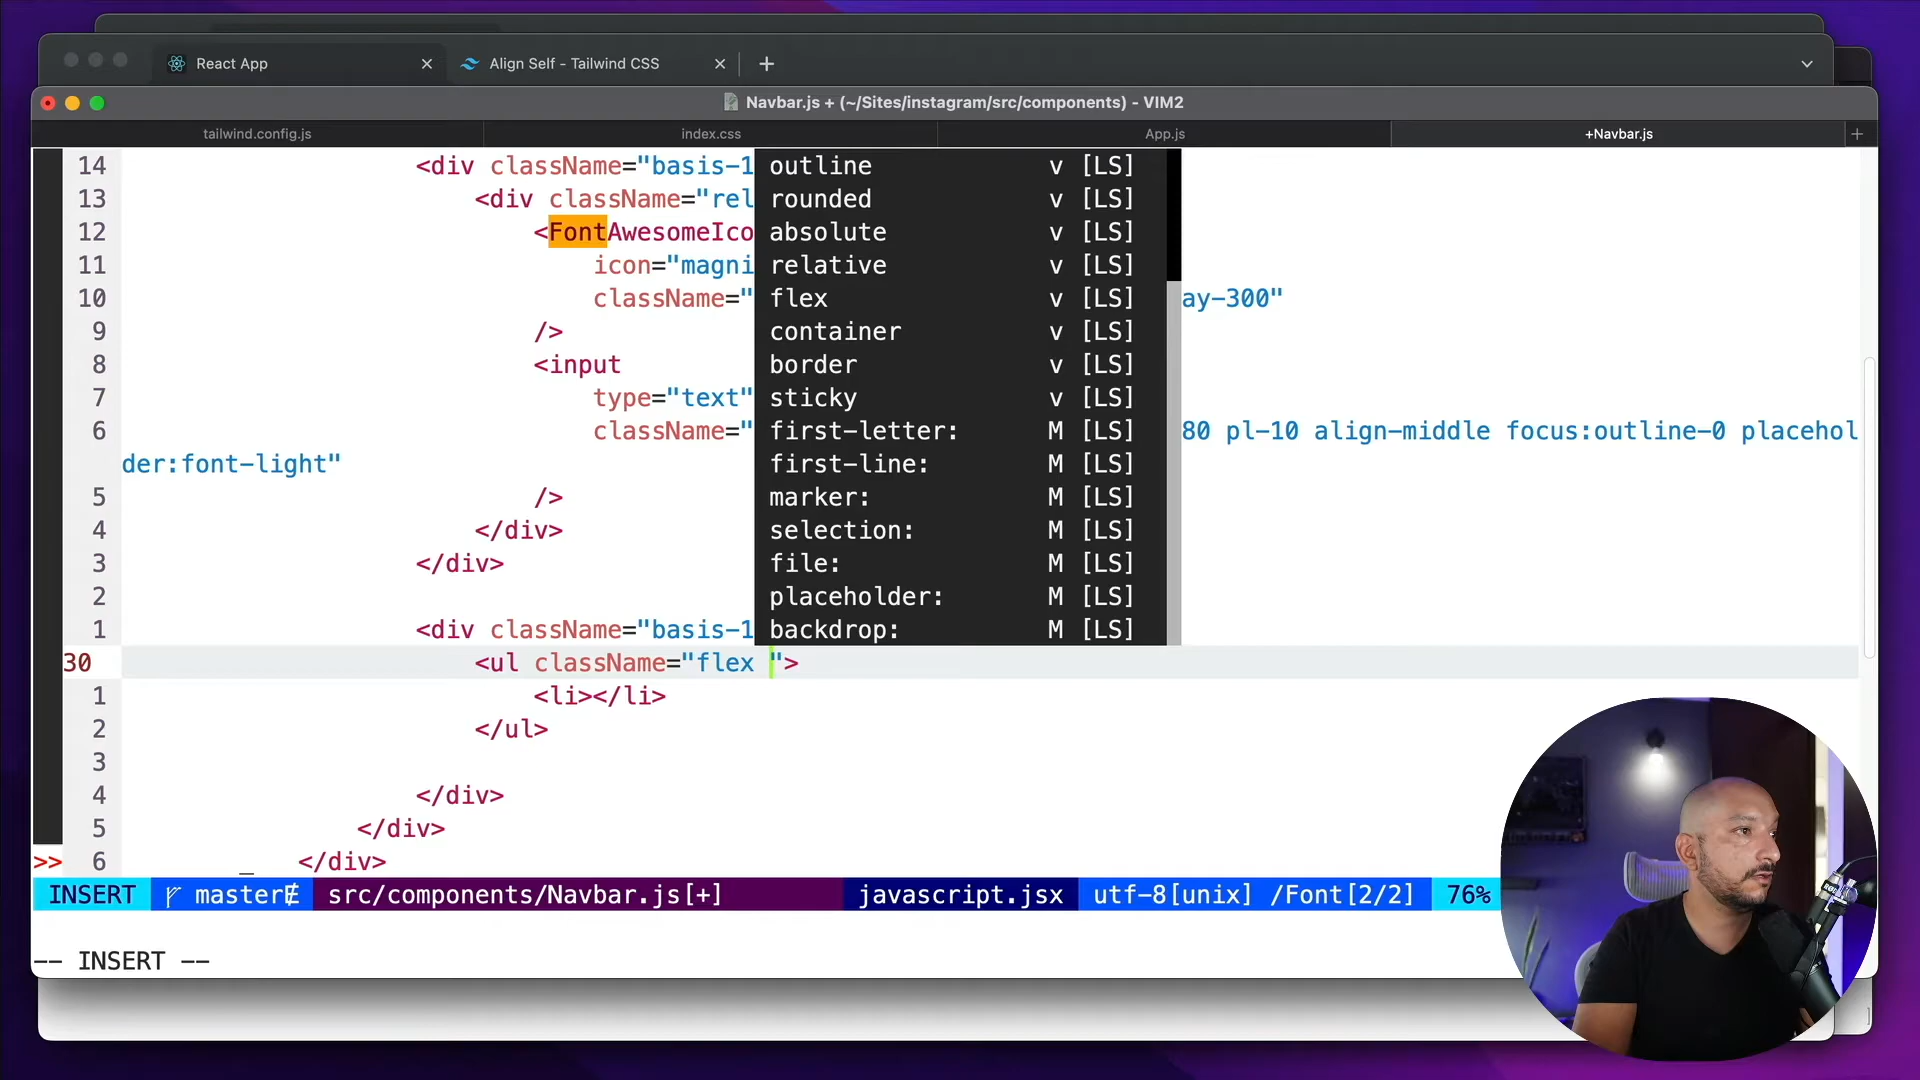 React App
Align Self - Tailwind CSS
Navbar.js + (~/Sites/instagram/src/components) - VIM2
tailwind.config.js
index.css
App.js
+Navbar.js
14 <div className="basis-1
13 <div className="rel
12 <FontAwesomeIco
11 icon="magni
10 className=" ay-300"
9 />
8 <input
7 type="text"
6 className=" 80 pl-10 align-middle focus:outline-0 placehol
der:font-light"
5 />
4 </div>
3 </div>
2
1 <div className="basis-1
30 <ul className="flex ">
1 <li></li>
2 </ul>
3
4 </div>
5 </div>
>> 6 _ </div>
outline v [LS]
rounded v [LS]
absolute v [LS]
relative v [LS]
flex v [LS]
container v [LS]
border v [LS]
sticky v [LS]
first-letter: M [LS]
first-line: M [LS]
marker: M [LS]
selection: M [LS]
file: M [LS]
placeholder: M [LS]
backdrop: M [LS]
INSERT master src/components/Navbar.js[+] javascript.jsx utf-8[unix] /Font[2/2] 76%
-- INSERT --